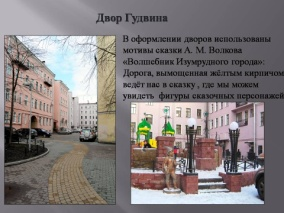 Двор Гудвина
В оформлении дворов использованы
мотивы сказки А. М. Волкова
«Волшебник Изумрудного города»:
Дорога, вымощенная жёлтым кирпичом
ведёт нас в сказку , где мы можем
увидеть фигуры сказочных персонажей